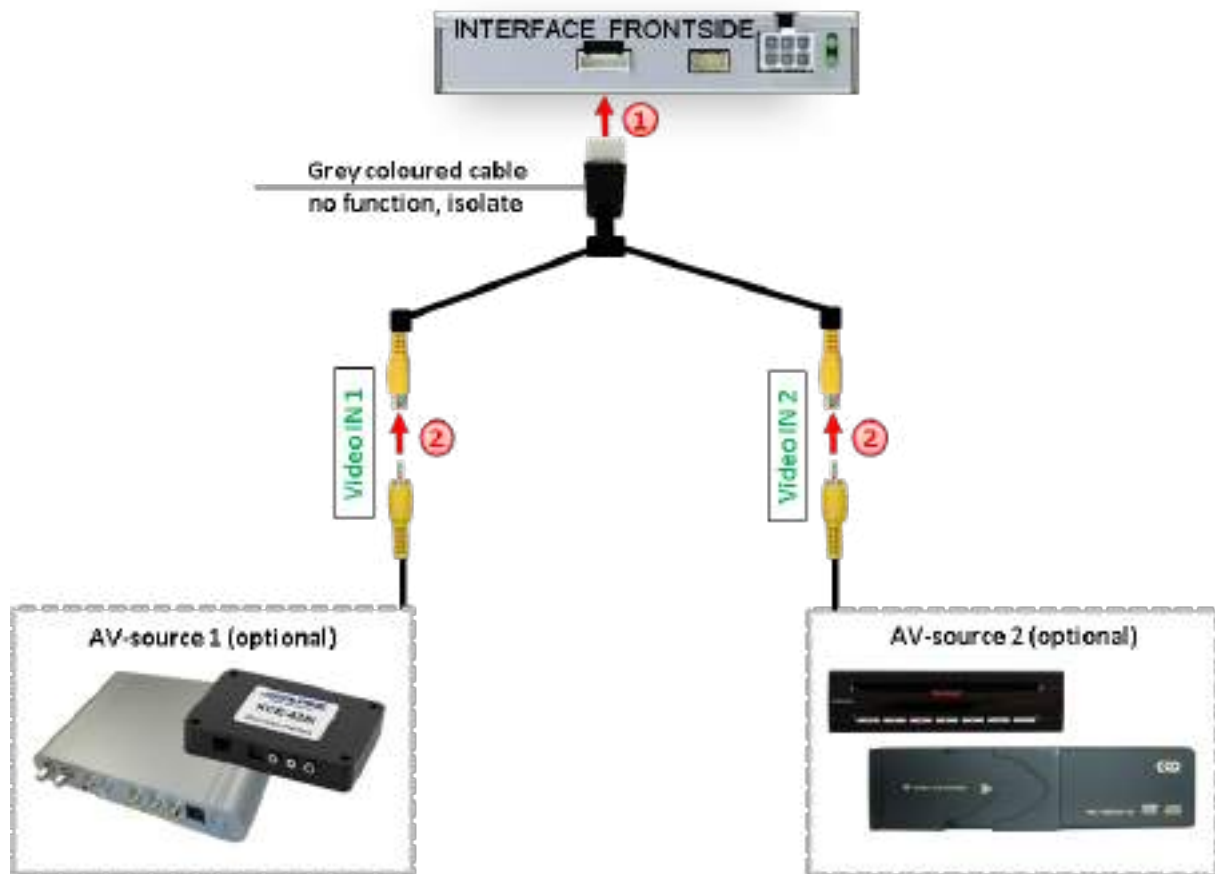 INTERFACE FRONTSIDE
1
Grey coloured cable
no function, isolate
Video IN 1
2
Video IN 2
2
AV-source 1 (optional)
AV-source 2 (optional)